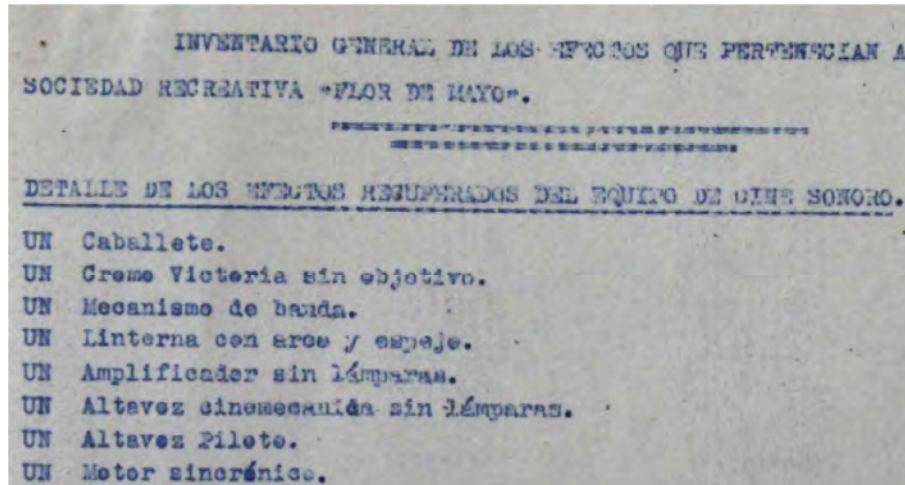 INVENTARIO GENERAL DE LOS EFECTOS QUE PERTENECIAN A
SOCIEDAD RECREATIVA "FLOR DE MAYO".
DETALLE DE LOS EFECTOS RECUPERADOS DEL EQUIPO DE CINE SONORO.
UN Caballete.
UN Crome Victoria sin objetivo.
UN Mecanismo de banda.
UN Linterna con arco y espejo.
UN Amplificador sin lámparas.
UN Altavoz sin lámparas.
UN Altavoz Piloto.
UN Motor sincrónico.